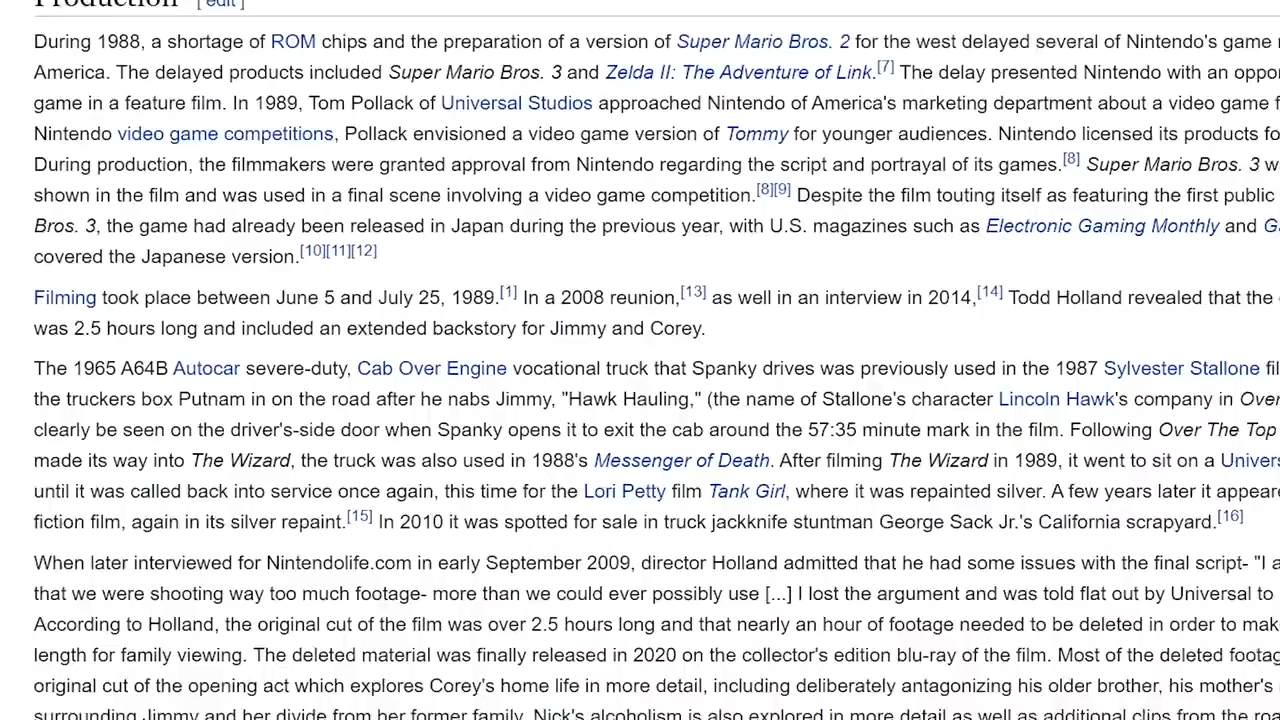 Production [ edit ]
During 1988, a shortage of ROM chips and the preparation of a version of Super Mario Bros. 2 for the west delayed several of Nintendo's game
America. The delayed products included Super Mario Bros. 3 and Zelda II: The Adventure of Link.[7] The delay presented Nintendo with an
game in a feature film. In 1989, Tom Pollack of Universal Studios approached Nintendo of America's marketing department about a video game
Nintendo video game competitions, Pollack envisioned a video game version of Tommy for younger audiences. Nintendo licensed its products
During production, the filmmakers were granted approval from Nintendo regarding the script and portrayal of its games.[8] Super Mario Bros. 3
shown in the film and was used in a final scene involving a video game competition.[8][9] Despite the film touting itself as featuring the first public
Bros. 3, the game had already been released in Japan during the previous year, with U.S. magazines such as Electronic Gaming Monthly and
covered the Japanese version.[10][11][12]
Filming took place between June 5 and July 25, 1989.[1] In a 2008 reunion,[13] as well in an interview in 2014,[14] Todd Holland revealed that the
was 2.5 hours long and included an extended backstory for Jimmy and Corey.
The 1965 A64B Autocar severe-duty, Cab Over Engine vocational truck that Spanky drives was previously used in the 1987 Sylvester Stallone
the truckers box Putnam in on the road after he nabs Jimmy, "Hawk Hauling," (the name of Stallone's character Lincoln Hawk's company in Over
clearly be seen on the driver's-side door when Spanky opens it to exit the cab around the 57:35 minute mark in the film. Following Over The Top
made its way into The Wizard, the truck was also used in 1988's Messenger of Death. After filming The Wizard in 1989, it went to sit on a
until it was called back into service once again, this time for the Lori Petty film Tank Girl, where it was repainted silver. A few years later it
fiction film, again in its silver repaint.[15] In 2010 it was spotted for sale in truck jackknife stuntman George Sack Jr.'s California scrapyard.[16]
When later interviewed for Nintendolife.com in early September 2009, director Holland admitted that he had some issues with the final script- "I
that we were shooting way too much footage- more than we could ever possibly use [...] I lost the argument and was told flat out by Universal to
According to Holland, the original cut of the film was over 2.5 hours long and that nearly an hour of footage needed to be deleted in order to
length for family viewing. The deleted material was finally released in 2020 on the collector's edition blu-ray of the film. Most of the deleted
original cut of the opening act which explores Corey's home life in more detail, including deliberately antagonizing his older brother, his mother's
surrounding Jimmy and her divide from her former family. Nick's alcoholism is also explored in more detail as well as additional clips from the